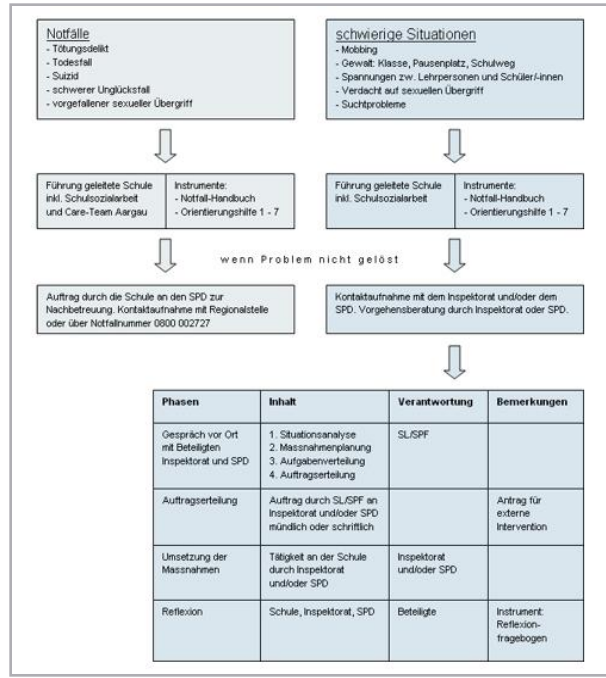 Notfälle
- Tötungsdelikt
- Todesfall
- Suizid
- schwerer Unglücksfall
- vorgefallener sexueller Übergriff
schwierige Situationen
- Mobbing
- Gewalt: Klasse, Pausenplatz, Schulweg
- Spannungen zw. Lehrpersonen und Schüler/-innen
- Verdacht auf sexuellen Übergriff
- Suchtprobleme
Führung geleitete Schule
inkl. Schulsozialarbeit
und Care-Team Aargau
Instrumente:
- Notfall-Handbuch
- Orientierungshilfe 1 - 7
Führung geleitete Schule
inkl. Schulsozialarbeit
Instrumente:
- Notfall-Handbuch
- Orientierungshilfe 1 - 7
wenn Problem nicht gelöst
Auftrag durch die Schule an den SPD zur
Nachbetreuung. Kontaktaufnahme mit Regionalstelle
oder über Notfallnummer 0800 002727
Kontaktaufnahme mit dem Inspektorat und/oder dem
SPD. Vorgehensberatung durch Inspektorat oder SPD.
Phasen Inhalt Verantwortung Bemerkungen
Gespräch vor Ort
mit Beteiligten
Inspektorat und SPD
1. Situationsanalyse
2. Massnahmenplanung
3. Aufgabenverteilung
4. Auftragserteilung
SL/SPF
Auftragserteilung
Auftrag durch SL/SPF an
Inspektorat und/oder SPD
mündlich oder schriftlich
Antrag für
externe
Intervention
Umsetzung der
Massnahmen
Tätigkeit an der Schule
durch Inspektorat
und/oder SPD
Inspektorat
und/oder SPD
Reflexion
Schule, Inspektorat, SPD
Beteiligte
Instrument:
Reflexion-
fragebogen